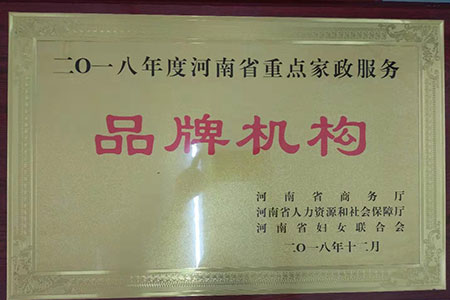 二〇一八年度河南省重点家政服务
品牌机构
河南省商务厅
河南省人力资源和社会保障厅
河南省妇女联合会
二〇一八年十二月